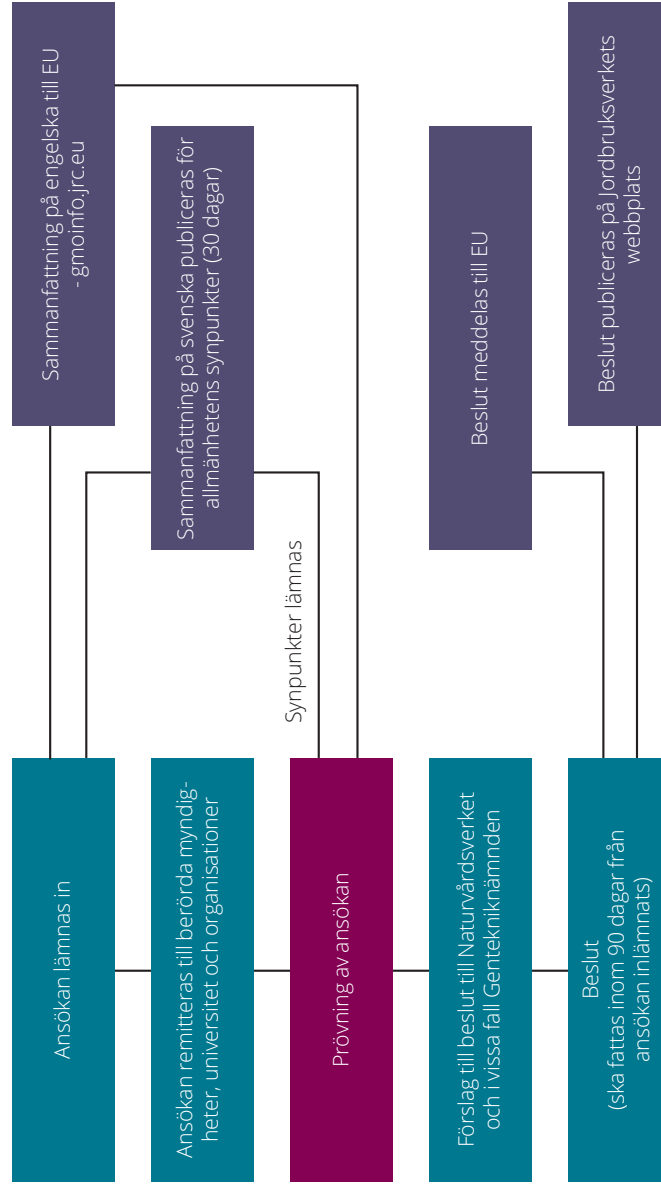 Ansökan lämnas in
Ansökan remitteras till berörda myndig-
heter, universitet och organisationer
Prövning av ansökan
Förslag till beslut till Naturvårdsverket
och i vissa fall Gentekniknämnden
Beslut
(ska fattas inom 90 dagar från
ansökan inlämnats)
Synpunkter lämnas
Sammanfattning på engelska till EU
- gmoinfo.jrc.eu
Sammanfattning på svenska publiceras för
allmänhetens synpunkter (30 dagar)
Beslut meddelas till EU
Beslut publiceras på Jordbruksverkets
webbplats